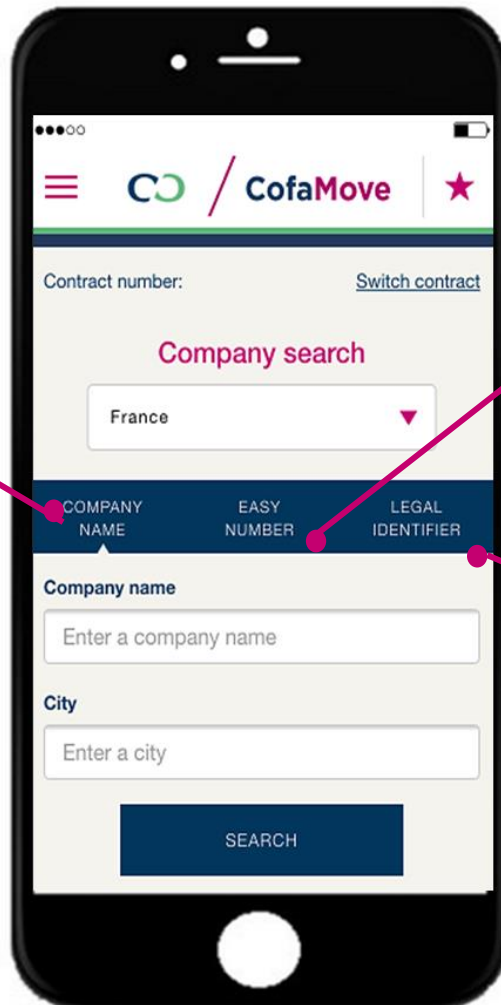 CofaMove
Contract number:
Switch contract
Company search
France
COMPANY
NAME
EASY
NUMBER
LEGAL
IDENTIFIER
Company name
Enter a company name
City
Enter a city
SEARCH